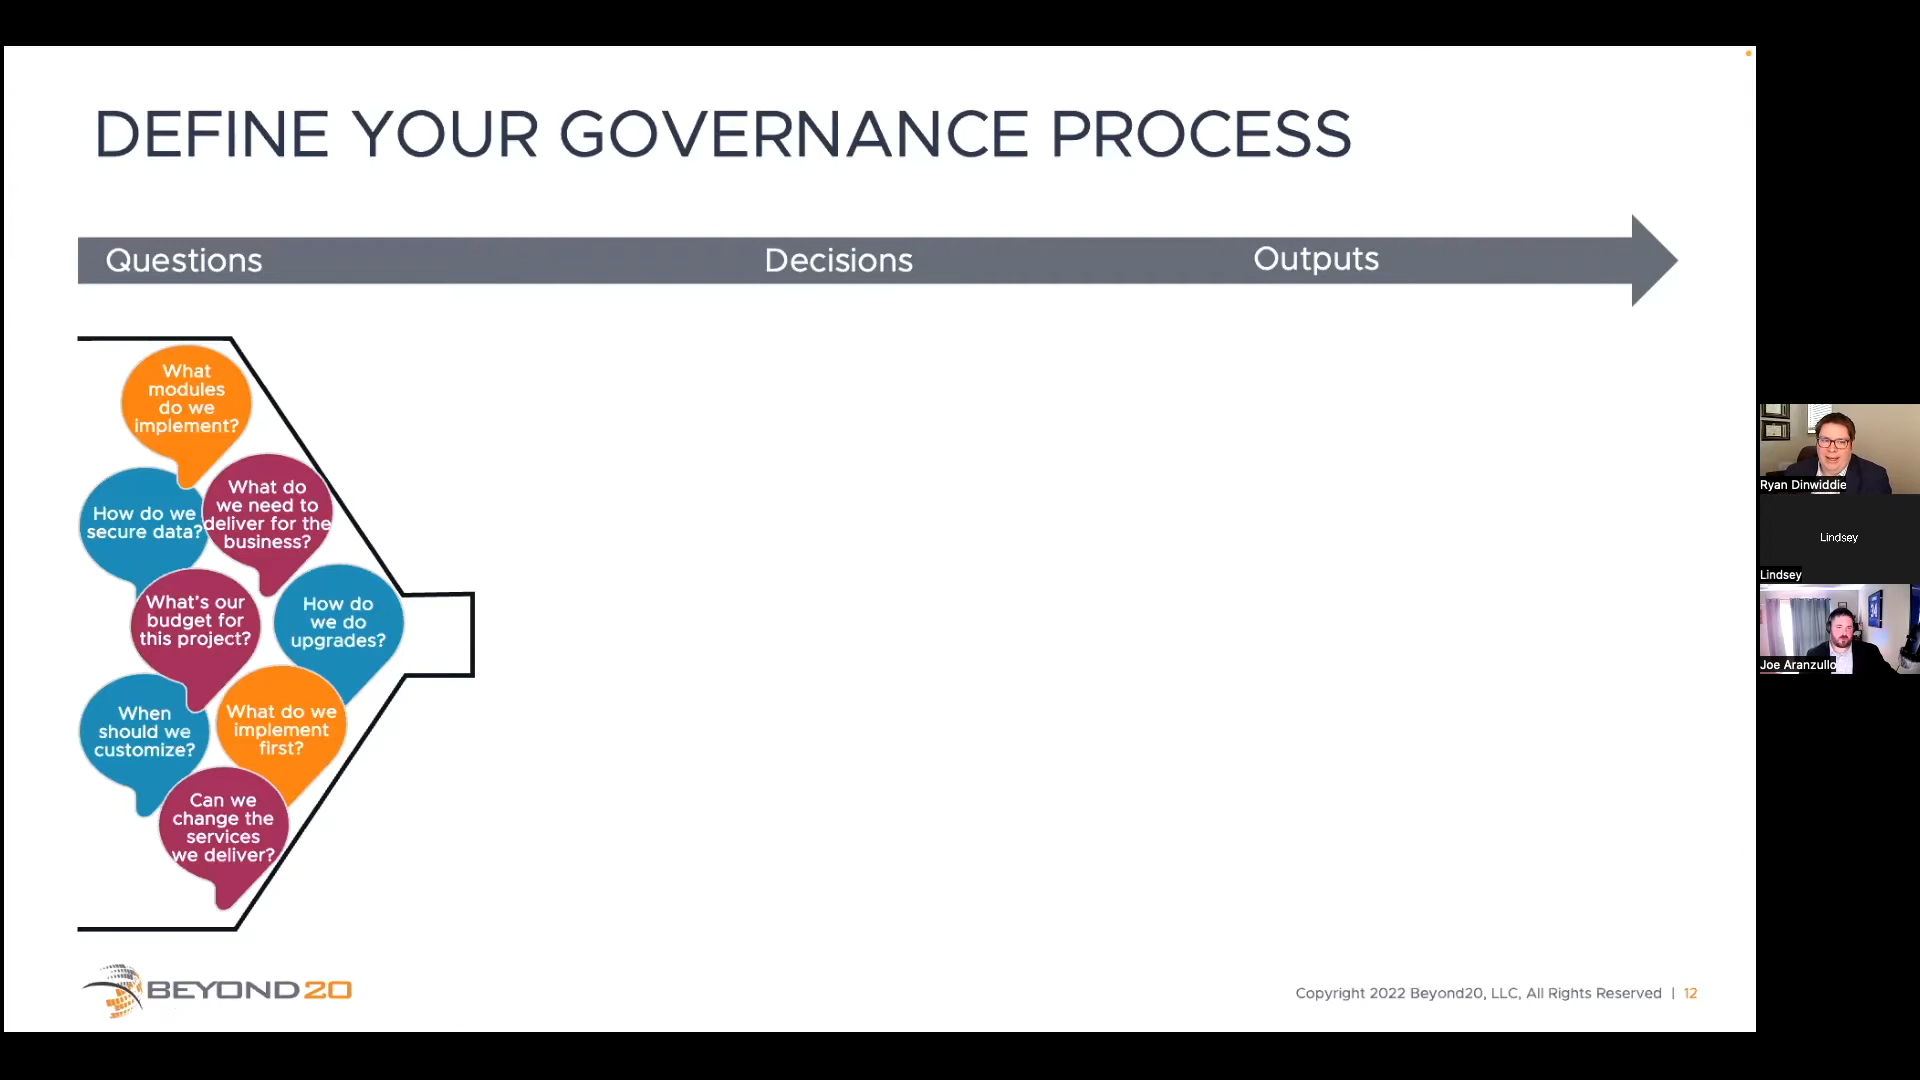 DEFINE YOUR GOVERNANCE PROCESS
Questions
Decisions
Outputs
What
modules
do we
implement?
How do we
secure data?
What do
we need to
deliver for the
business?
What's our
budget for
this project?
How do
we do
upgrades?
When
should we
customize?
What do we
implement
first?
Can we
change the
services
we deliver?
BEYOND20
Copyright 2022 Beyond20, LLC, All Rights Reserved | 12
Ryan Dinwiddie
Lindsey
Lindsey
Joe Aranzullo